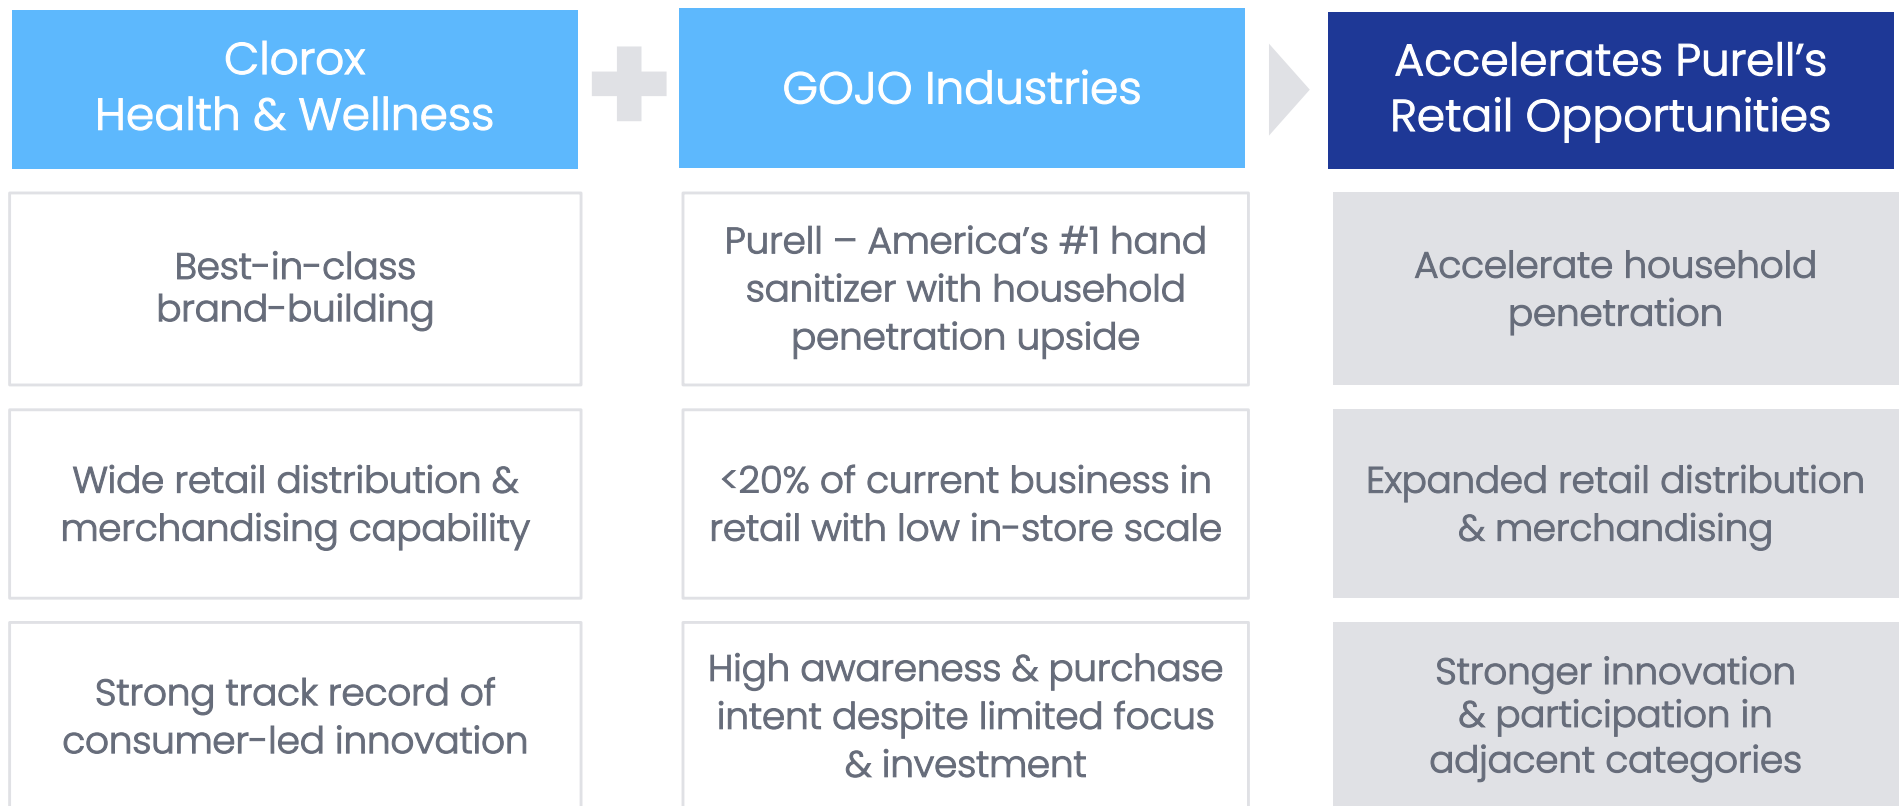 Clorox
Health & Wellness
GOJO Industries
Accelerates Purell’s
Retail Opportunities
Best-in-class
brand-building
Purell – America’s #1 hand
sanitizer with household
penetration upside
Accelerate household
penetration
Wide retail distribution &
merchandising capability
<20% of current business in
retail with low in-store scale
Expanded retail distribution
& merchandising
Strong track record of
consumer-led innovation
High awareness & purchase
intent despite limited focus
& investment
Stronger innovation
& participation in
adjacent categories